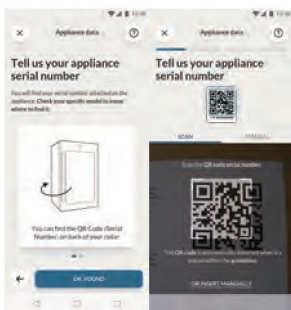 Appliance data
Tell us your appliance
serial number
You will find your serial number attached on the
appliance. Check your specific model to know
where to find it.
You can find the QR Code /Serial
Number, on back of your cellar
OK, FOUND
Appliance data
Tell us your appliance
serial number
SCAN
MANUAL
Scan the QR code serial number
The QR code is automatically detected when it's
placed within the
OR INSERT MANUALLY